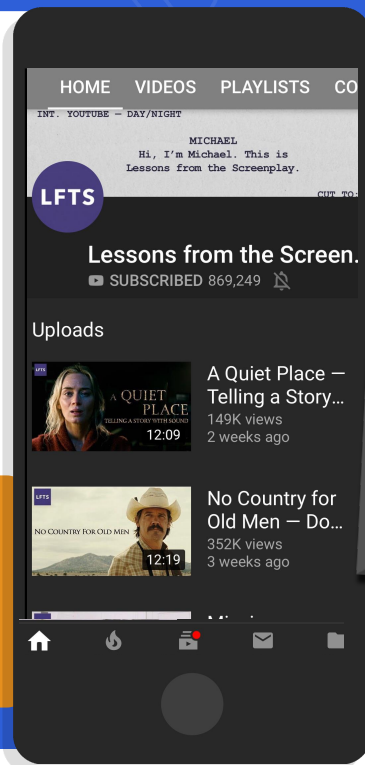 HOME VIDEOS PLAYLISTS CO
INT. YOUTUBE — DAY/NIGHT
MICHAEL
Hi, I'm Michael. This is
Lessons from the Screenplay.
CUT TO:
LFTS
Lessons from the Screen.
SUBSCRIBED 869,249
Uploads
LFTS
A QUIET
PLACE
TELLING A STORY WITH SOUND
12:09
A Quiet Place —
Telling a Story...
149K views
2 weeks ago
LFTS
NO COUNTRY FOR OLD MEN
12:19
No Country for
Old Men — Do...
352K views
3 weeks ago